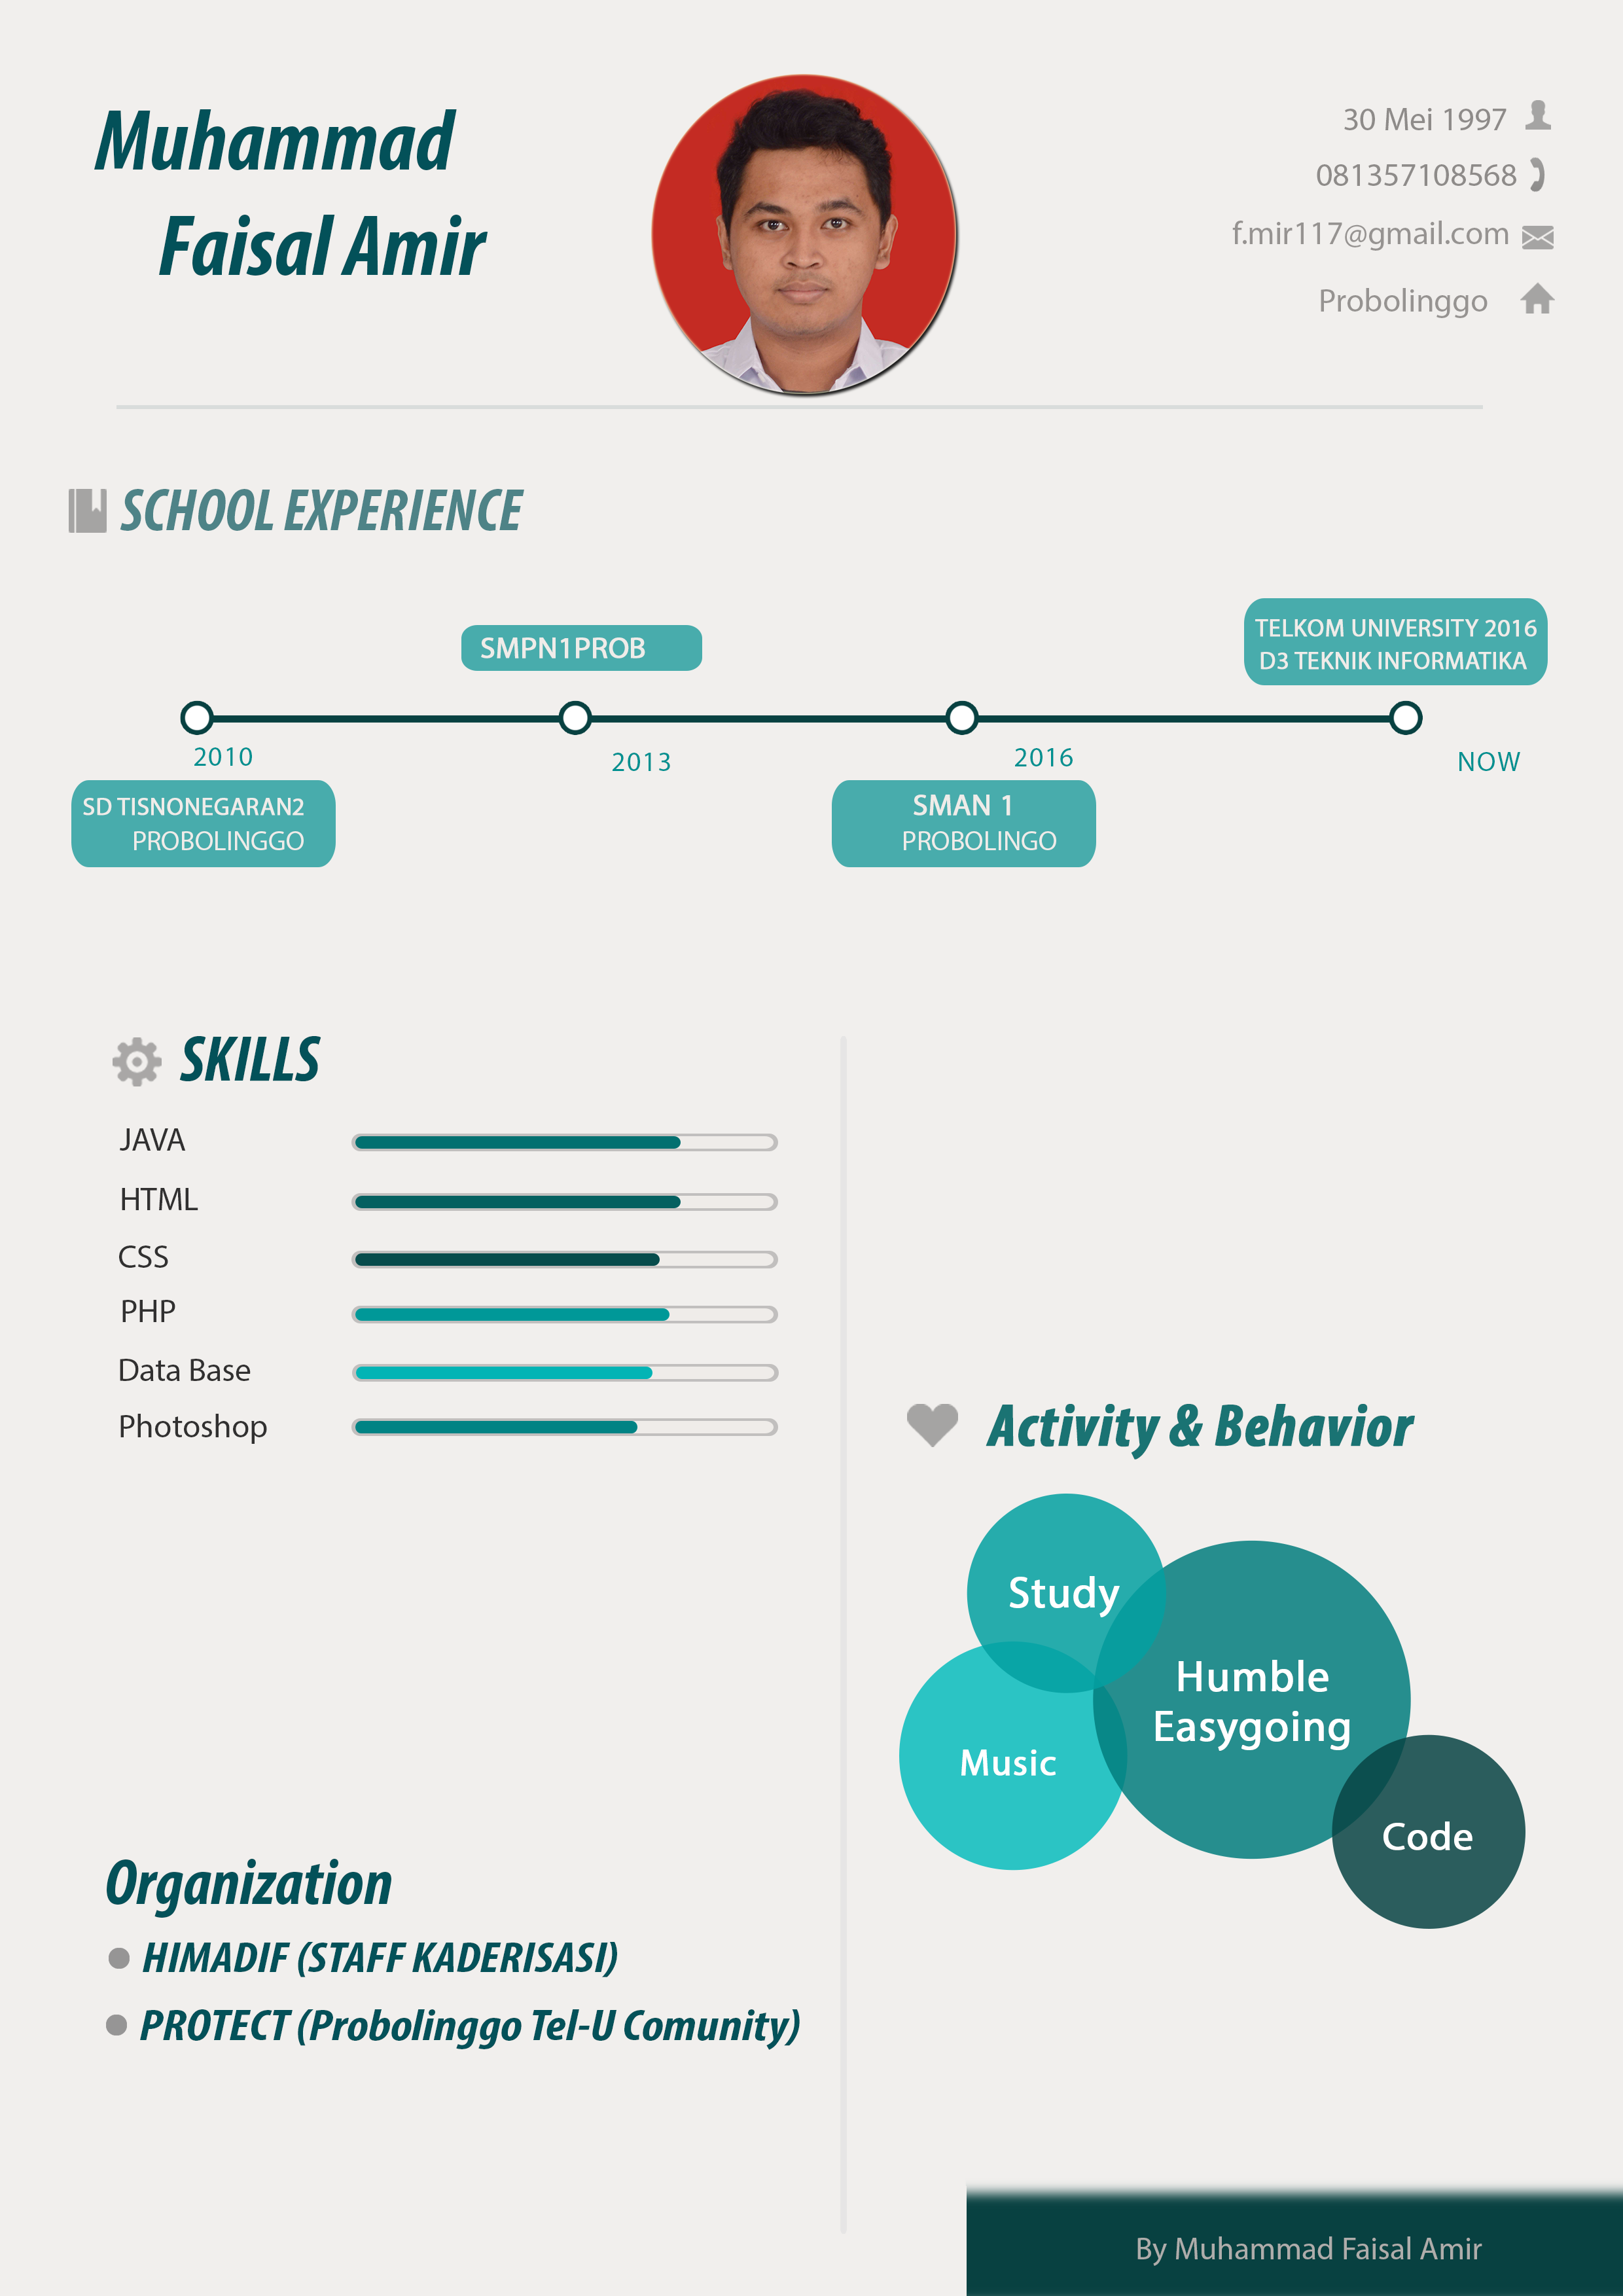 Muhammad
Faisal Amir
30 Mei 1997
081357108568
f.mir117@gmail.com
Probolinggo
SCHOOL EXPERIENCE
SMPN1PROB
TELKOM UNIVERSITY 2016
D3 TEKNIK INFORMATIKA
2010
2013
2016
NOW
SD TISNONEGARAN2
PROBOLINGGO
SMAN 1
PROBOLINGO
SKILLS
JAVA
HTML
CSS
PHP
Data Base
Photoshop
Activity & Behavior
Study
Humble
Easygoing
Music
Code
Organization
HIMADIF (STAFF KADERISASI)
PROTECT (Probolinggo Tel-U Comunity)
By Muhammad Faisal Amir